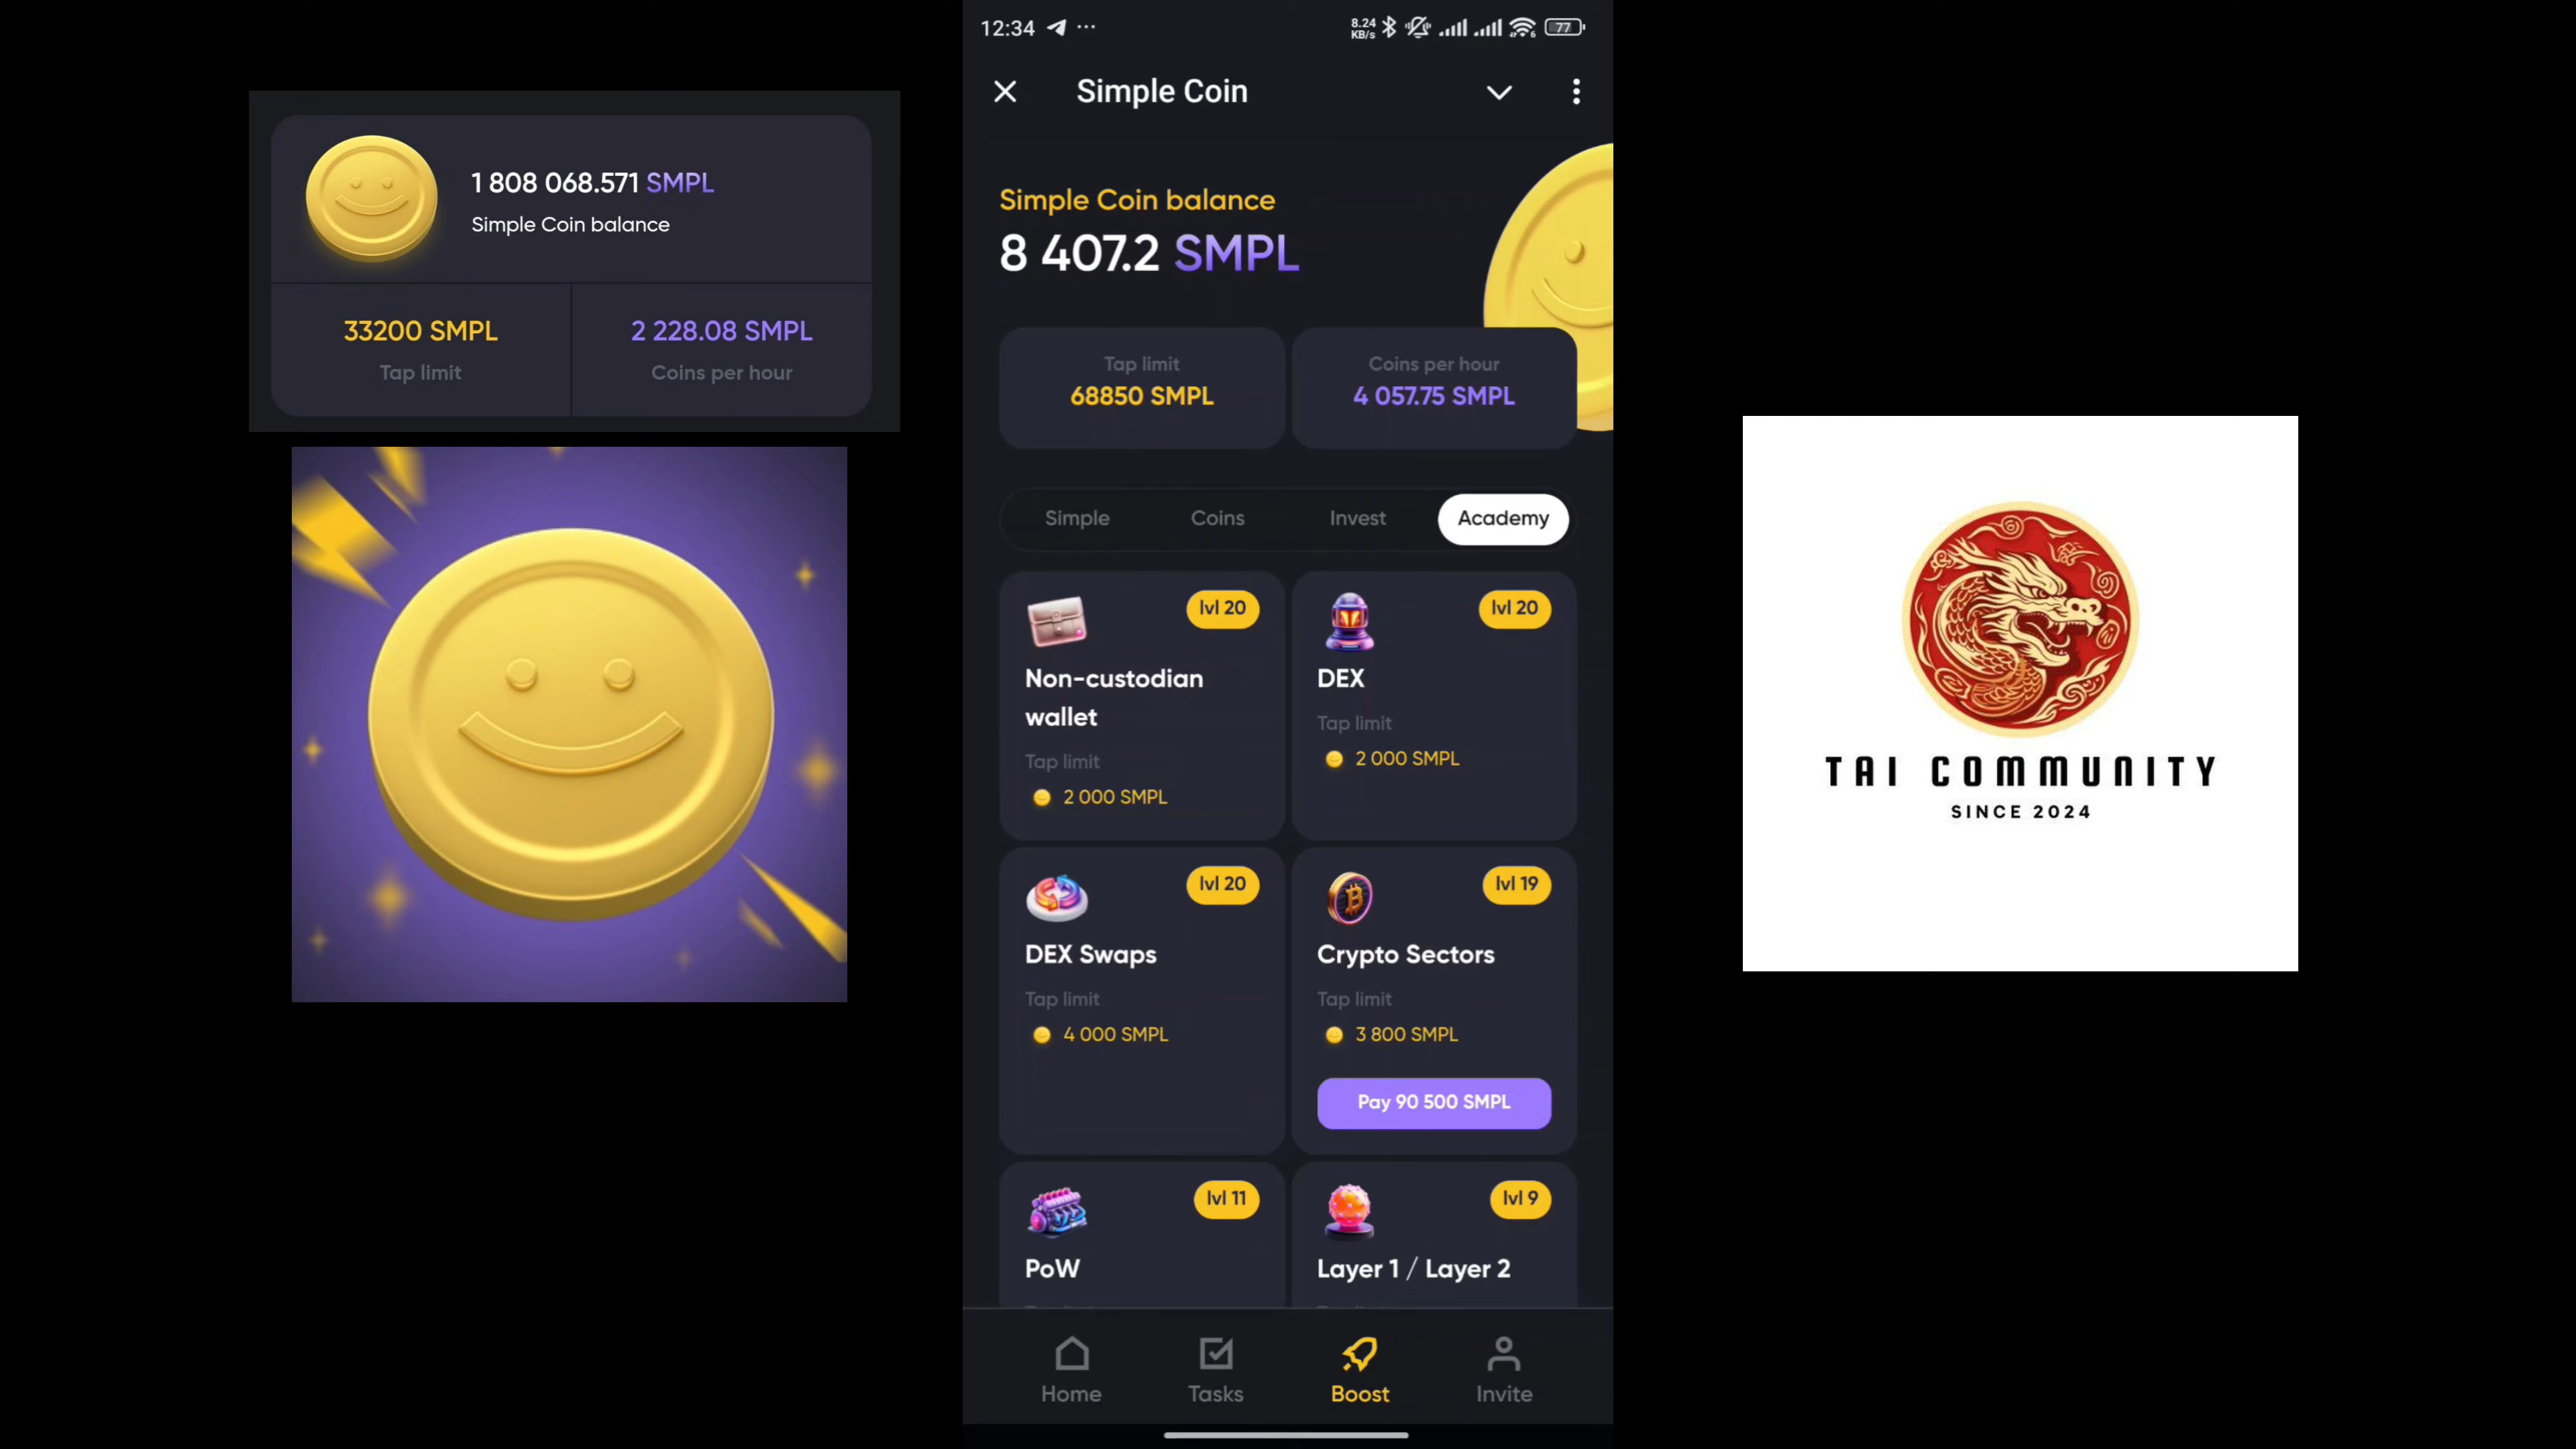 1 808 068.571 SMPL
Simple Coin balance
33200 SMPL
Tap limit
2 228.08 SMPL
Coins per hour
12:34
8.24
KB/s
77
Simple Coin
Simple Coin balance
8 407.2 SMPL
Tap limit
68850 SMPL
Coins per hour
4 057.75 SMPL
Simple
Coins
Invest
Academy
lvl 20
Non-custodian
wallet
Tap limit
2 000 SMPL
lvl 20
DEX
Tap limit
2 000 SMPL
lvl 20
DEX Swaps
Tap limit
4 000 SMPL
lvl 19
Crypto Sectors
Tap limit
3 800 SMPL
Pay 90 500 SMPL
lvl 11
PoW
lvl 9
Layer 1 / Layer 2
Home
Tasks
Boost
Invite
TAI COMMUNITY
SINCE 2024